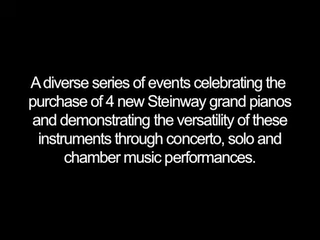 A diverse series of events celebrating the
purchase of 4 new Steinway grand pianos
and demonstrating the versatility of these
instruments through concerto, solo and
chamber music performances.